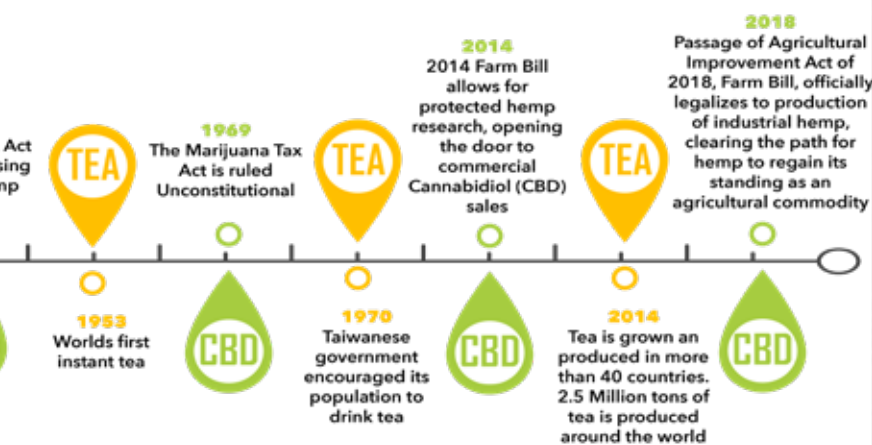 Act
TEA
1953
Worlds first
instant tea
1969
The Marijuana Tax
Act is ruled
Unconstitutional
CBD
TEA
1970
Taiwanese
government
encouraged its
population to
drink tea
2014
2014 Farm Bill
allows for
protected hemp
research, opening
the door to
commercial
Cannabidiol (CBD)
sales
CBD
TEA
2014
Tea is grown an
produced in more
than 40 countries.
2.5 Million tons of
tea is produced
around the world
2018
Passage of Agricultural
Improvement Act of
2018, Farm Bill, officially
legalizes to production
of industrial hemp,
clearing the path for
hemp to regain its
standing as an
agricultural commodity
CBD